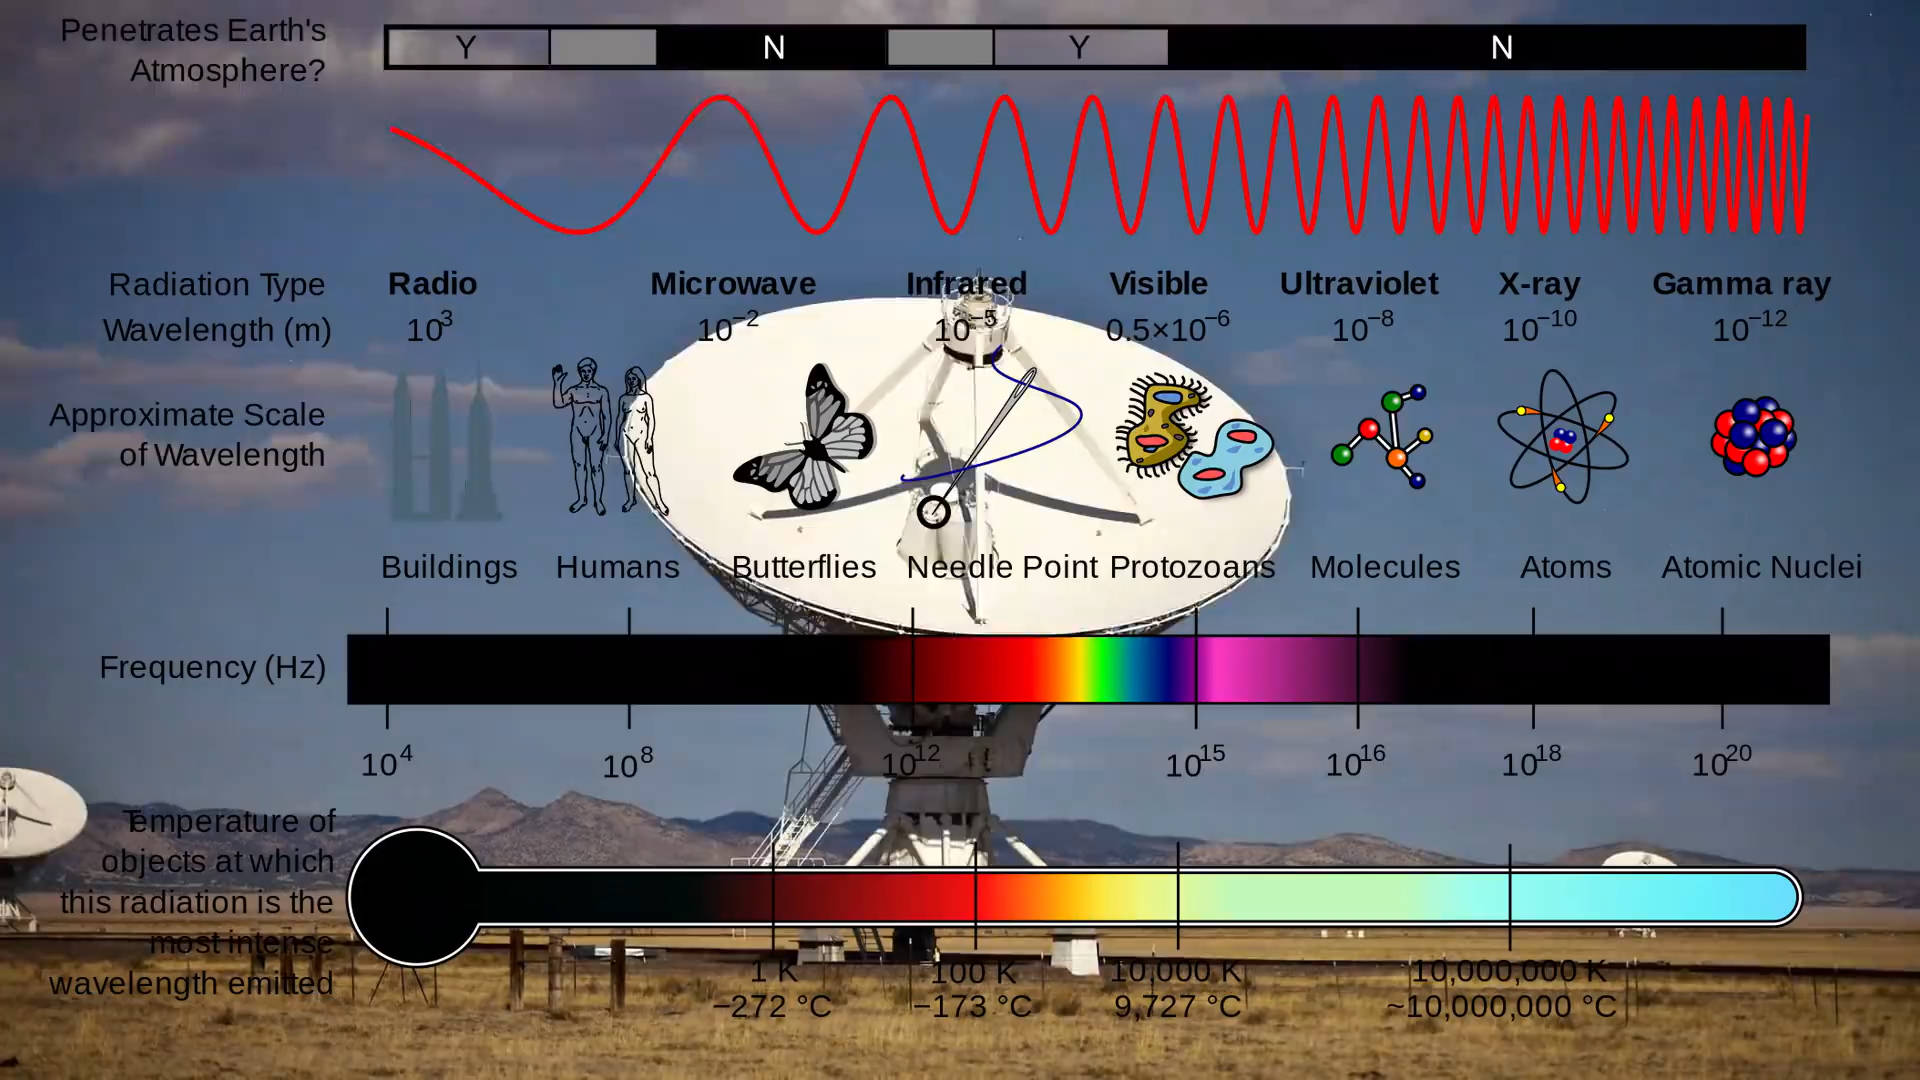 Penetrates Earth's
Atmosphere?
Y N Y N
Radiation Type Radio Microwave Infrared Visible Ultraviolet X-ray Gamma ray
Wavelength (m) 10³ 10⁻² 10⁻⁵ 0.5×10⁻⁶ 10⁻⁸ 10⁻¹⁰ 10⁻¹²
Approximate Scale
of Wavelength
Buildings Humans Butterflies Needle Point Protozoans Molecules Atoms Atomic Nuclei
Frequency (Hz)
10⁴ 10⁸ 10¹² 10¹⁵ 10¹⁶ 10¹⁸ 10²⁰
Temperature of
objects at which
this radiation is the
most intense
wavelength emitted
1 K 100 K 10,000 K 10,000,000 K
−272 °C −173 °C 9,727 °C ~10,000,000 °C